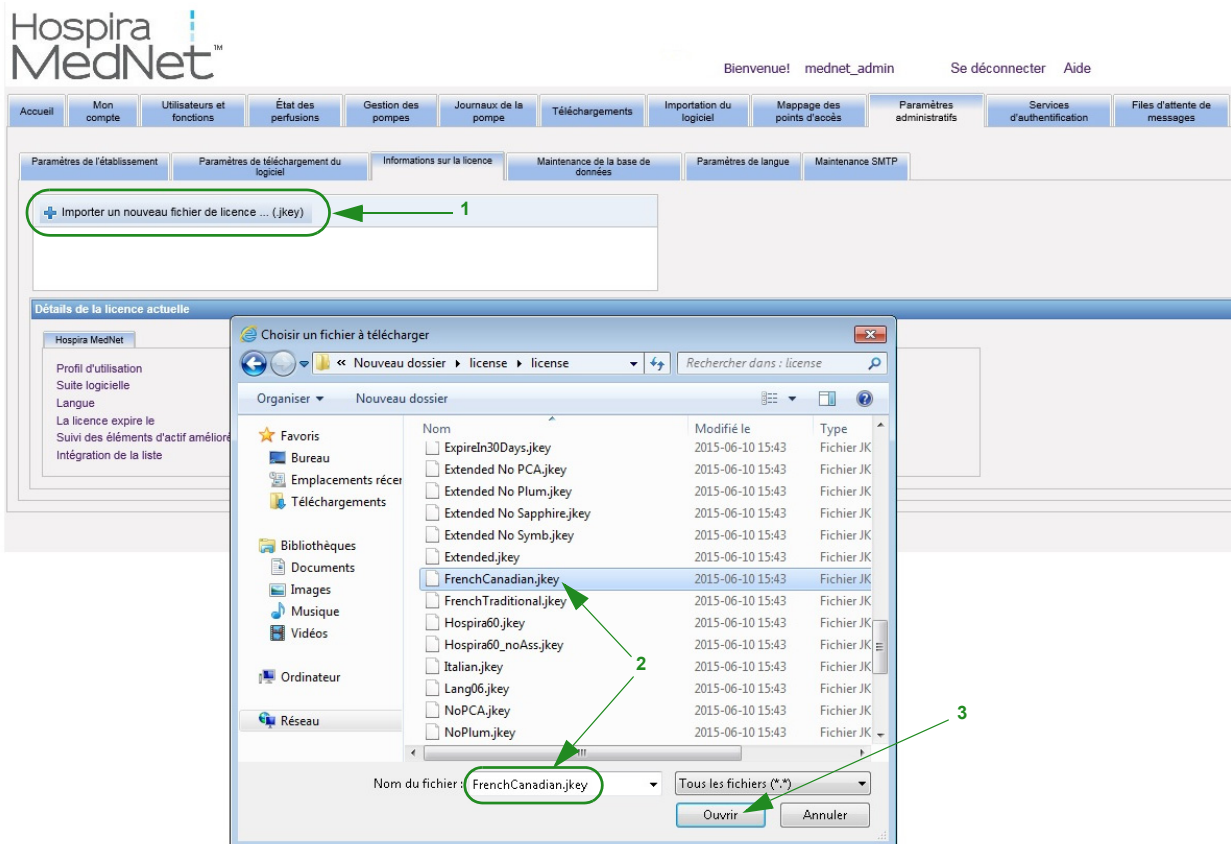 Hospira
MedNet™
Bienvenue! mednet_admin Se déconnecter Aide
Accueil
Mon compte
Utilisateurs et fonctions
État des perfusions
Gestion des pompes
Journaux de la pompe
Téléchargements
Importation du logiciel
Mappage des points d'accès
Paramètres administratifs
Services d'authentification
Files d'attente de messages
Paramètres de l'établissement
Paramètres de téléchargement du logiciel
Informations sur la licence
Maintenance de la base de données
Paramètres de langue
Maintenance SMTP
Importer un nouveau fichier de licence ... (.jkey)
1
Détails de la licence actuelle
Hospira MedNet
Profil d'utilisation
Suite logicielle
Langue
La licence expire le
Suivi des éléments d'actif amélioré
Intégration de la liste
Choisir un fichier à télécharger
« Nouveau dossier license license
Rechercher dans : license
Organiser Nouveau dossier
Favoris
Bureau
Emplacements récer
Téléchargements
Bibliothèques
Documents
Images
Musique
Vidéos
Ordinateur
Réseau
Nom Modifié le Type
ExpireIn30Days.jkey 2015-06-10 15:43 Fichier JK
Extended No PCA.jkey 2015-06-10 15:43 Fichier JK
Extended No Plum.jkey 2015-06-10 15:43 Fichier JK
Extended No Sapphire.jkey 2015-06-10 15:43 Fichier JK
Extended No Symb.jkey 2015-06-10 15:43 Fichier JK
Extended.jkey 2015-06-10 15:43 Fichier JK
FrenchCanadian.jkey 2015-06-10 15:43 Fichier JK
FrenchTraditional.jkey 2015-06-10 15:43 Fichier JK
Hospira60.jkey 2015-06-10 15:43 Fichier JK
Hospira60_noAss.jkey 2015-06-10 15:43 Fichier JK
Italian.jkey 2015-06-10 15:43 Fichier JK
Lang06.jkey 2015-06-10 15:43 Fichier JK
NoPCA.jkey 2015-06-10 15:43 Fichier JK
NoPlum.jkey 2015-06-10 15:43 Fichier JK
2
3
Nom du fichier : FrenchCanadian.jkey
Tous les fichiers (*.*)
Ouvrir Annuler